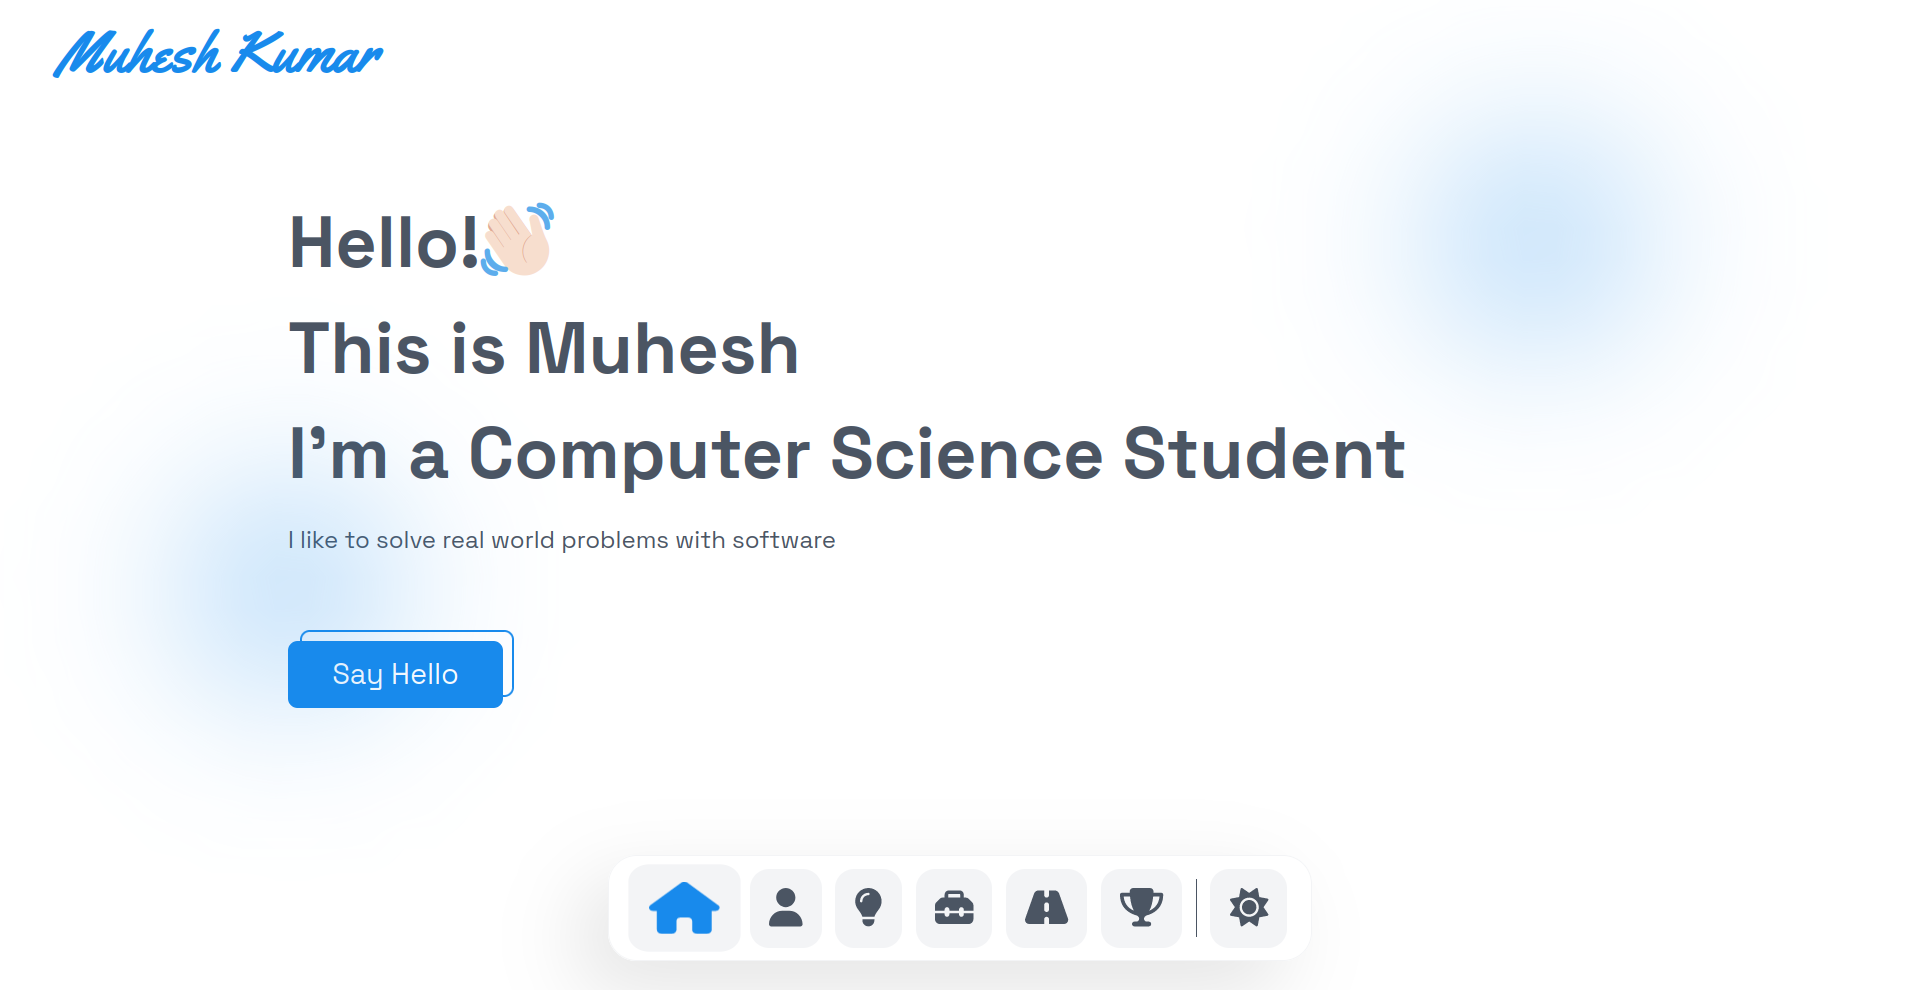 Muhesh Kumar
Hello!👋🏻
This is Muhesh
I'm a Computer Science Student
I like to solve real world problems with software
Say Hello